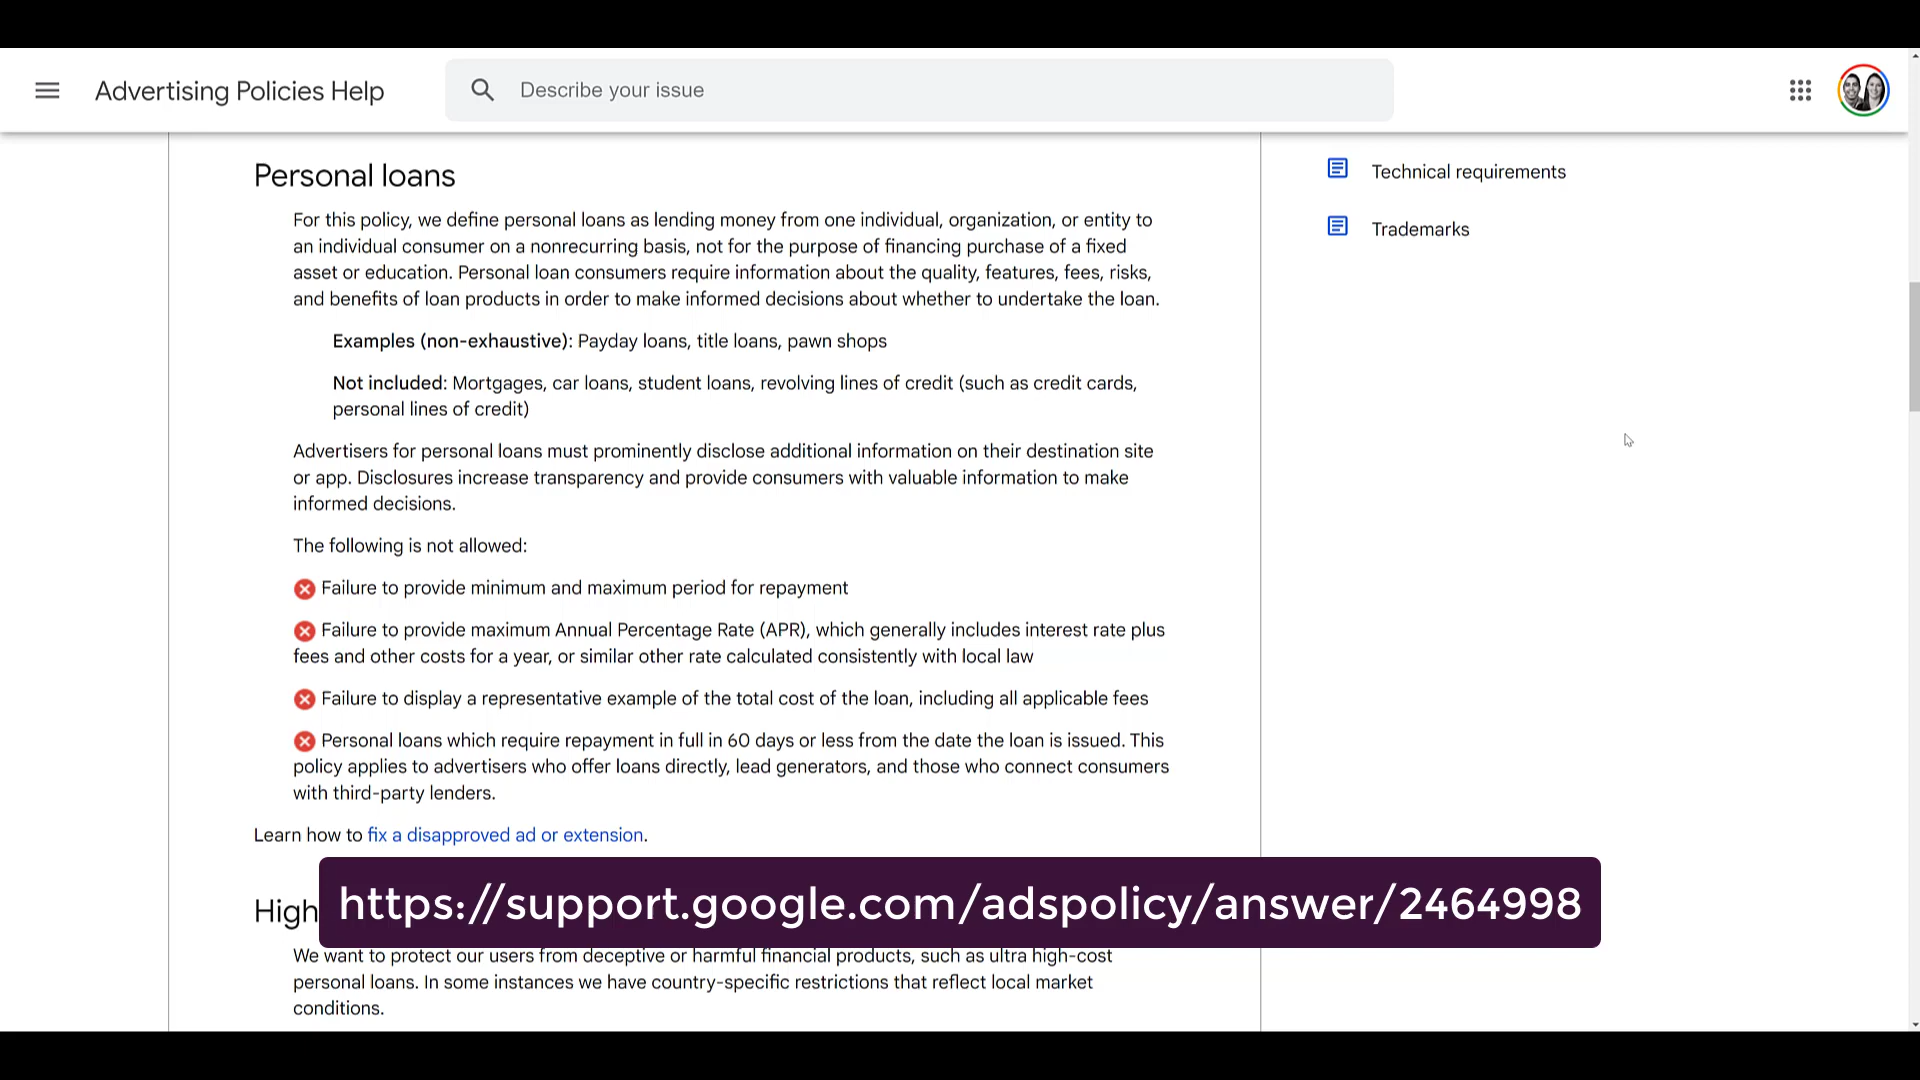 Advertising Policies Help
Describe your issue
Personal loans
Technical requirements
For this policy, we define personal loans as lending money from one individual, organization, or entity to
Trademarks
an individual consumer on a nonrecurring basis, not for the purpose of financing purchase of a fixed
asset or education. Personal loan consumers require information about the quality, features, fees, risks,
and benefits of loan products in order to make informed decisions about whether to undertake the loan.
Examples (non-exhaustive): Payday loans, title loans, pawn shops
Not included: Mortgages, car loans, student loans, revolving lines of credit (such as credit cards,
personal lines of credit)
Advertisers for personal loans must prominently disclose additional information on their destination site
or app. Disclosures increase transparency and provide consumers with valuable information to make
informed decisions.
The following is not allowed:
Failure to provide minimum and maximum period for repayment
Failure to provide maximum Annual Percentage Rate (APR), which generally includes interest rate plus
fees and other costs for a year, or similar other rate calculated consistently with local law
Failure to display a representative example of the total cost of the loan, including all applicable fees
Personal loans which require repayment in full in 60 days or less from the date the loan is issued. This
policy applies to advertisers who offer loans directly, lead generators, and those who connect consumers
with third-party lenders.
Learn how to fix a disapproved ad or extension.
High
https://support.google.com/adspolicy/answer/2464998
We want to protect our users from deceptive or harmful financial products, such as ultra high-cost
personal loans. In some instances we have country-specific restrictions that reflect local market
conditions.